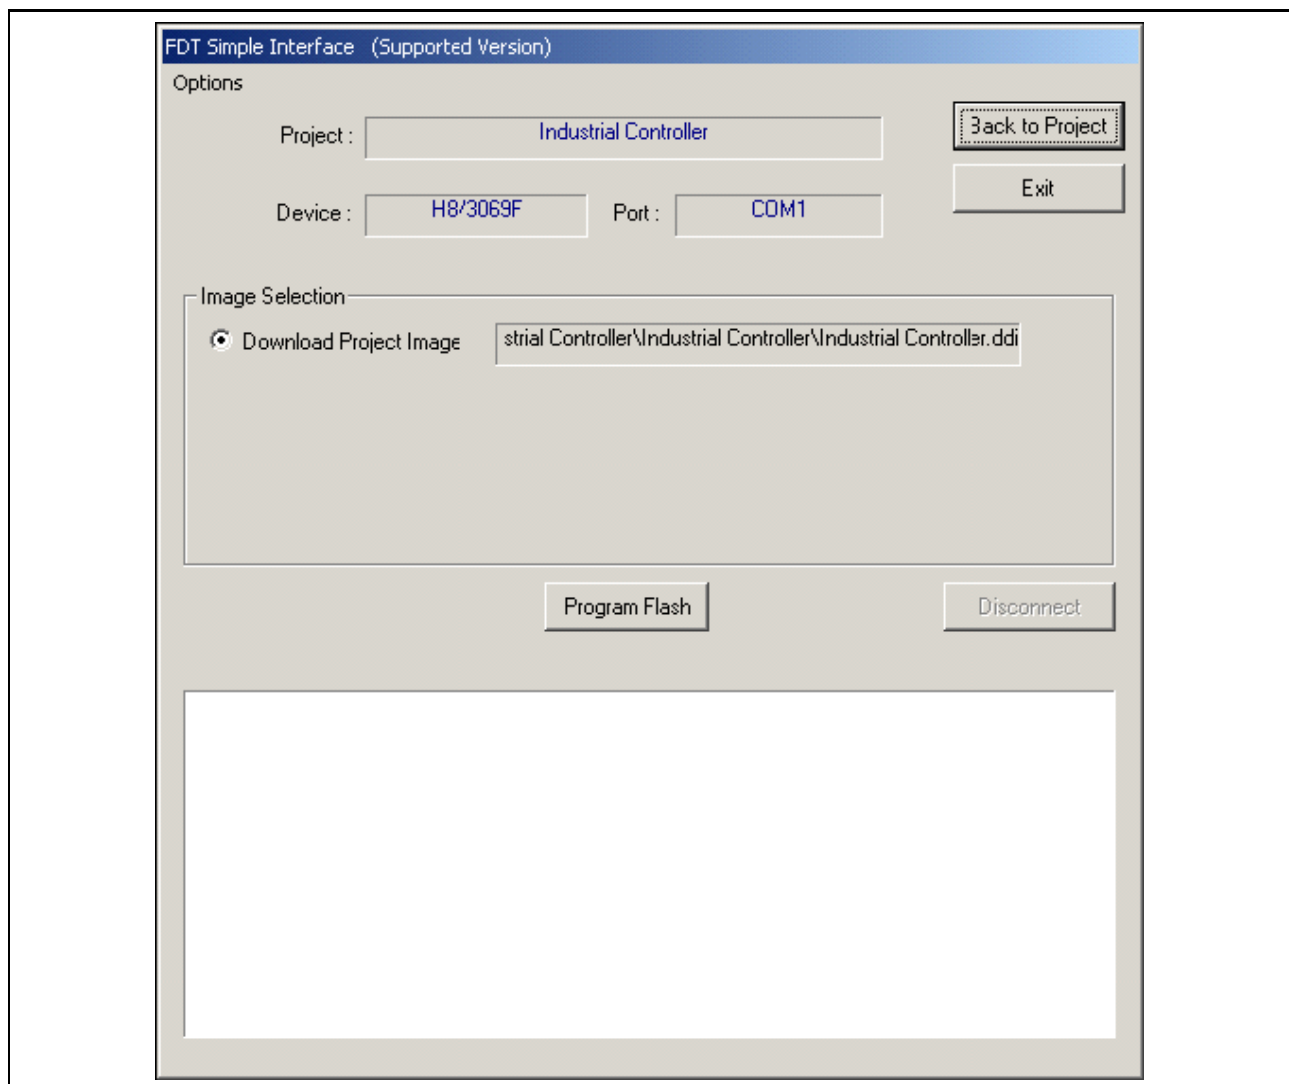 FDT Simple Interface (Supported Version)
Options
Project : Industrial Controller
Back to Project
Device : H8/3069F Port : COM1
Exit
Image Selection
Download Project Image strial Controller\Industrial Controller\Industrial Controller.ddi
Program Flash Disconnect